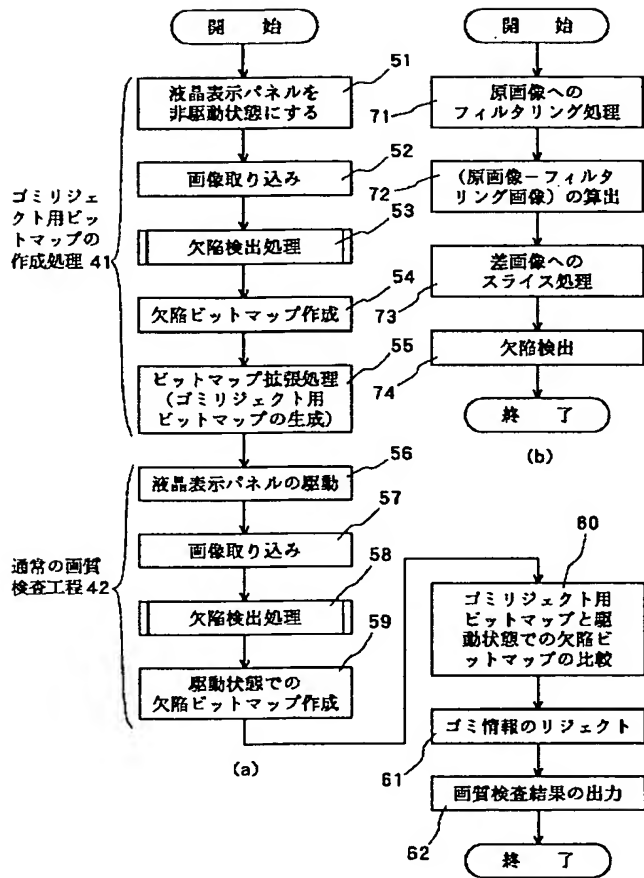 開 始
51
液晶表示パネルを
非駆動状態にする
52
画像取り込み
53
欠陥検出処理
54
欠陥ビットマップ作成
55
ビットマップ拡張処理
(ゴミリジェクト用
ビットマップの生成)
ゴミリジェ
クト用ビッ
トマップの
作成処理 41
56
液晶表示パネルの駆動
57
画像取り込み
58
欠陥検出処理
59
駆動状態での
欠陥ビットマップ作成
通常の画質
検査工程 42
(a)
60
ゴミリジェクト用
ビットマップと駆
動状態での欠陥ビ
ットマップの比較
61
ゴミ情報のリジェクト
62
画質検査結果の出力
終 了
開 始
71
原画像への
フィルタリング処理
72
(原画像－フィルタ
リング画像)の算出
73
差画像への
スライス処理
74
欠陥検出
終 了
(b)